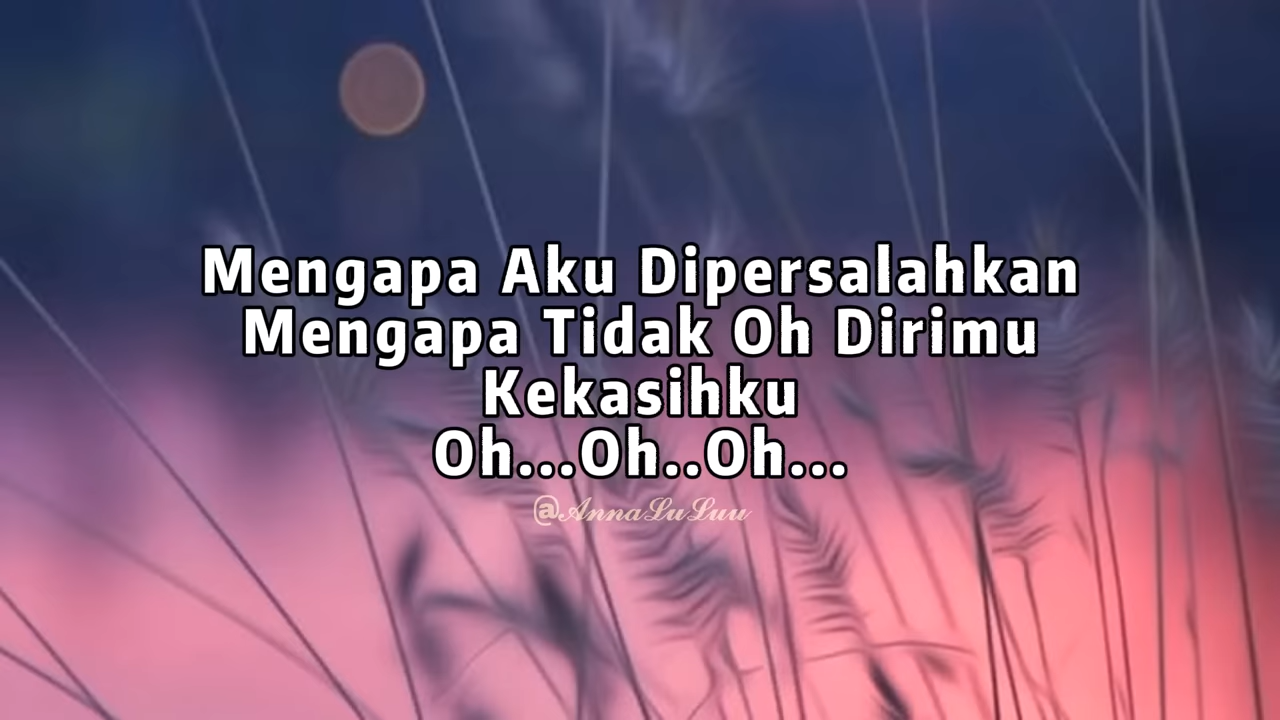 Mengapa Aku Dipersalahkan
Mengapa Tidak Oh Dirimu
Kekasihku
Oh...Oh..Oh...
@AnnaLuLuu